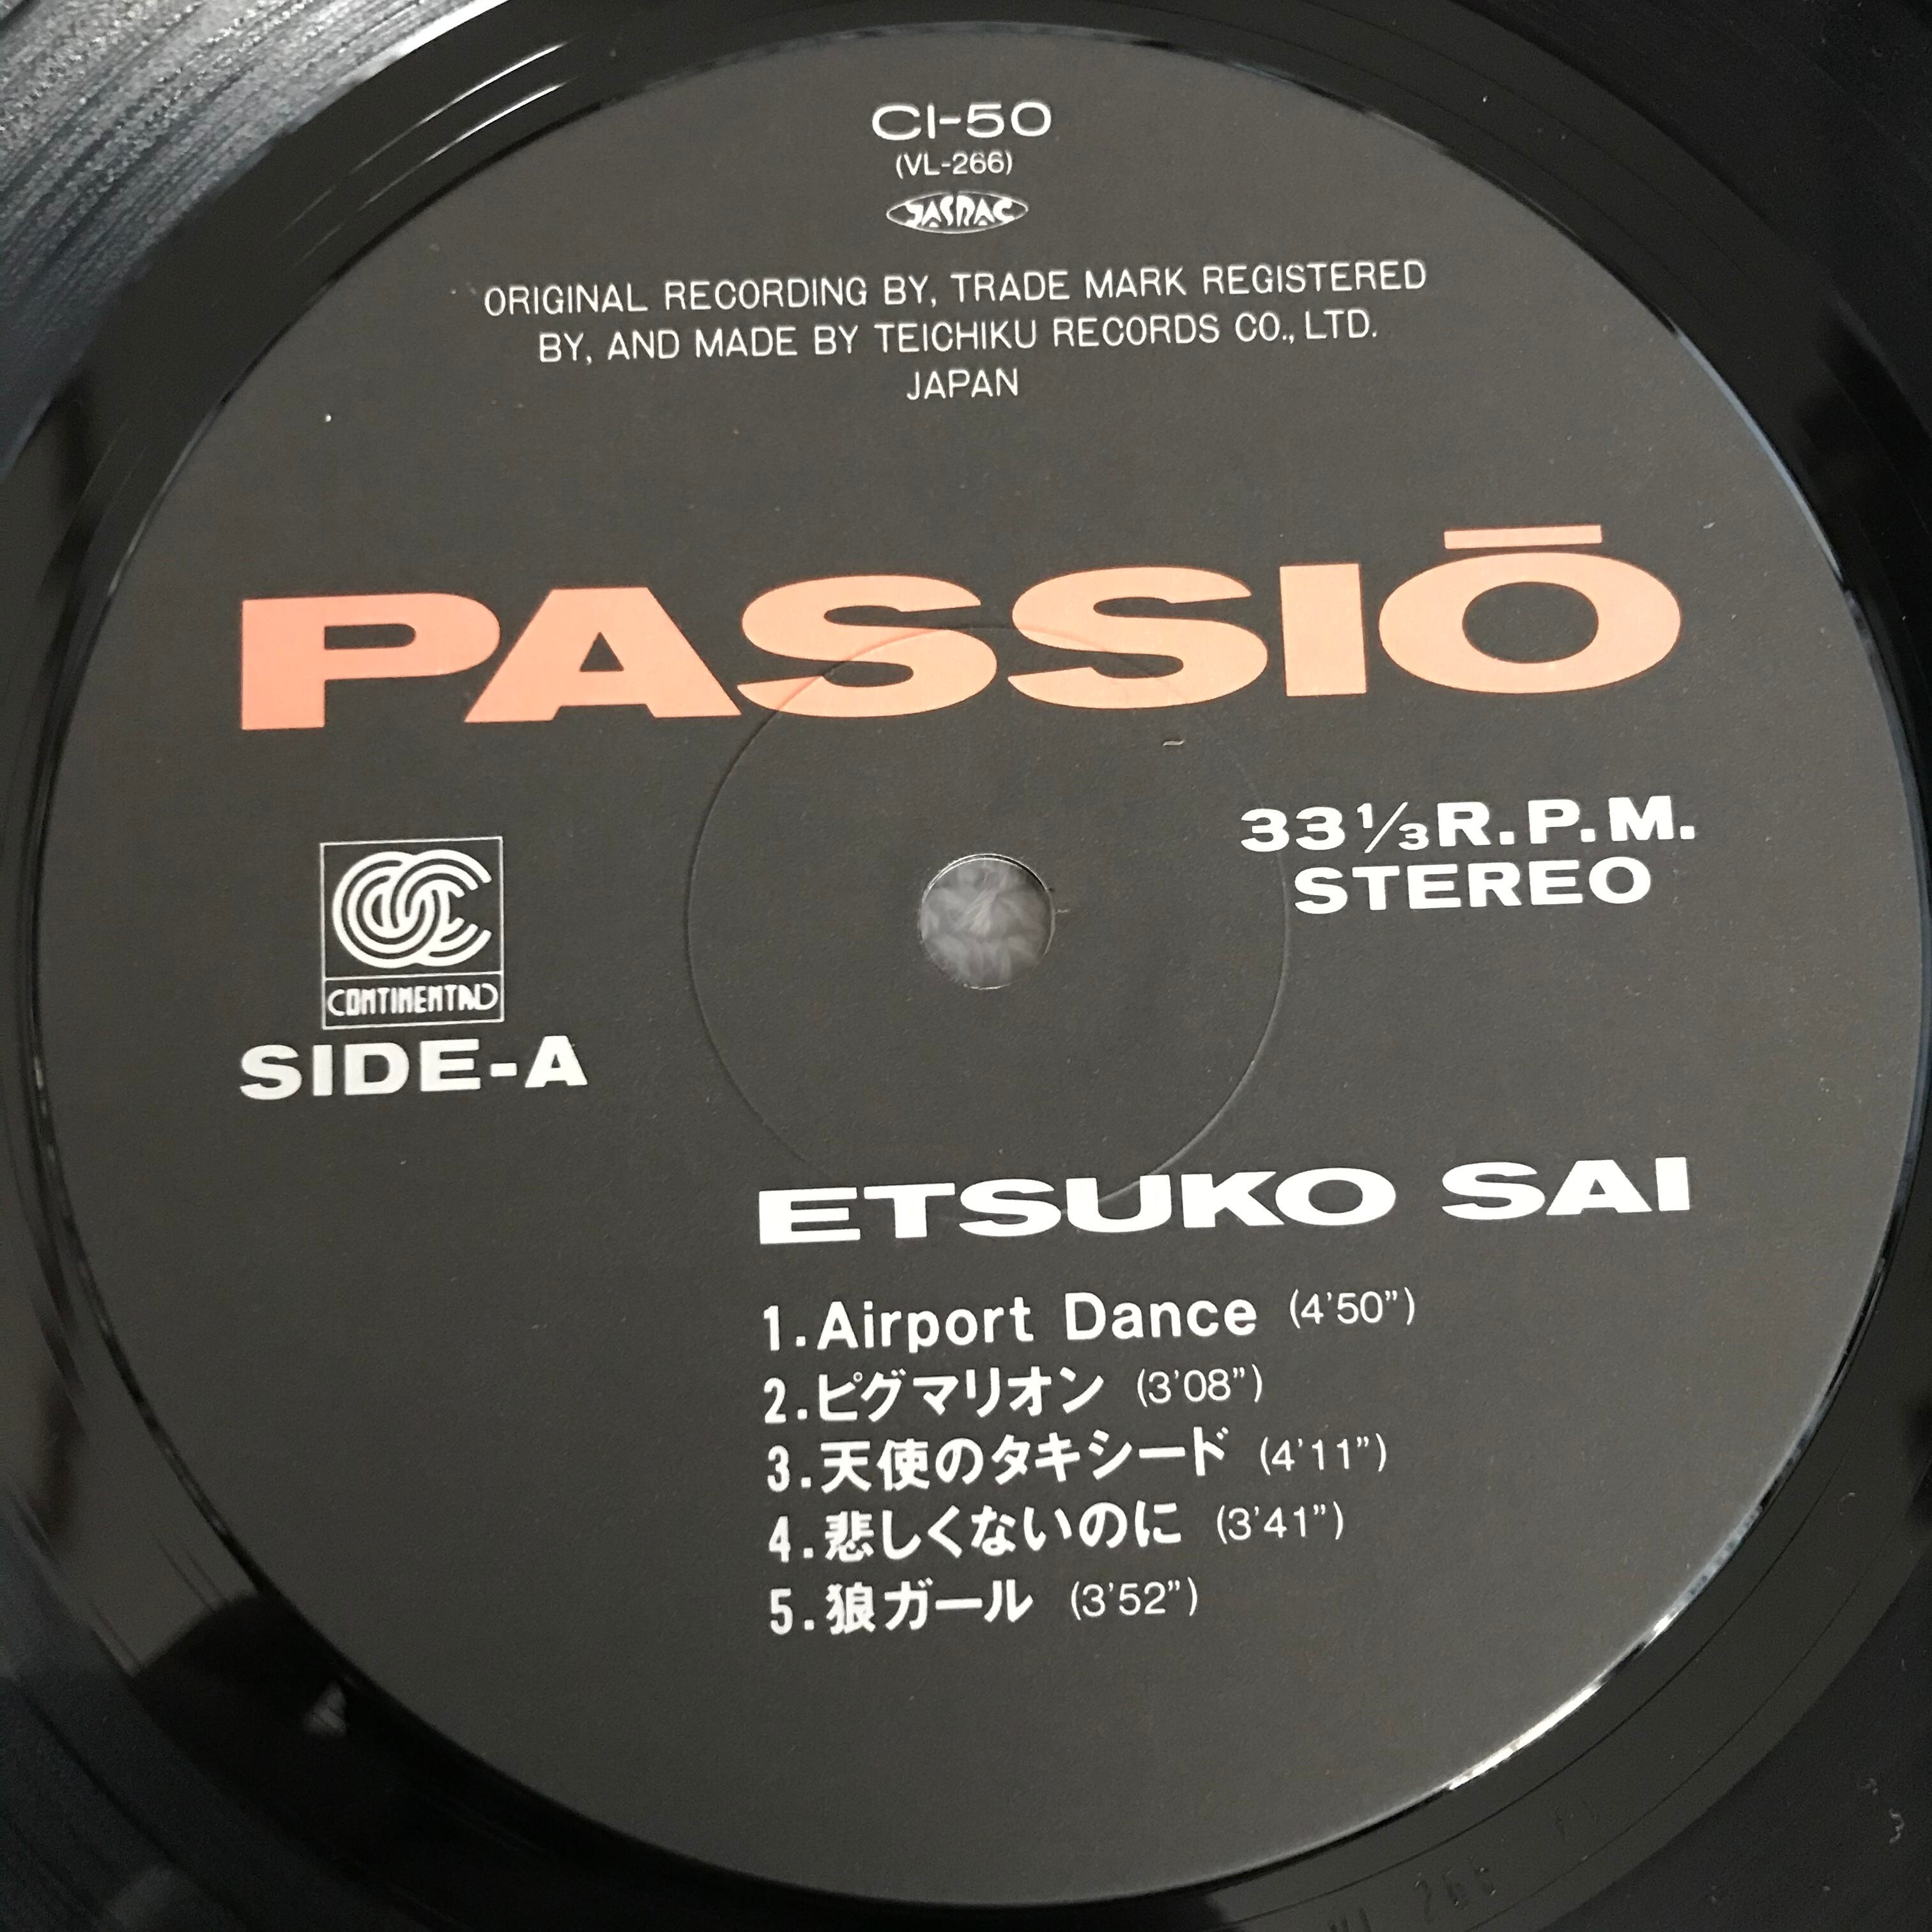 CI-50
(VL-266)
JASRAC
ORIGINAL RECORDING BY, TRADE MARK REGISTERED
BY, AND MADE BY TEICHIKU RECORDS CO., LTD.
JAPAN
PASSIŌ
33⅓ R.P.M.
STEREO
CONTINENTAL
SIDE-A
ETSUKO SAI
1. Airport Dance (4'50")
2. ピグマリオン (3'08")
3. 天使のタキシード (4'11")
4. 悲しくないのに (3'41")
5. 狼ガール (3'52")